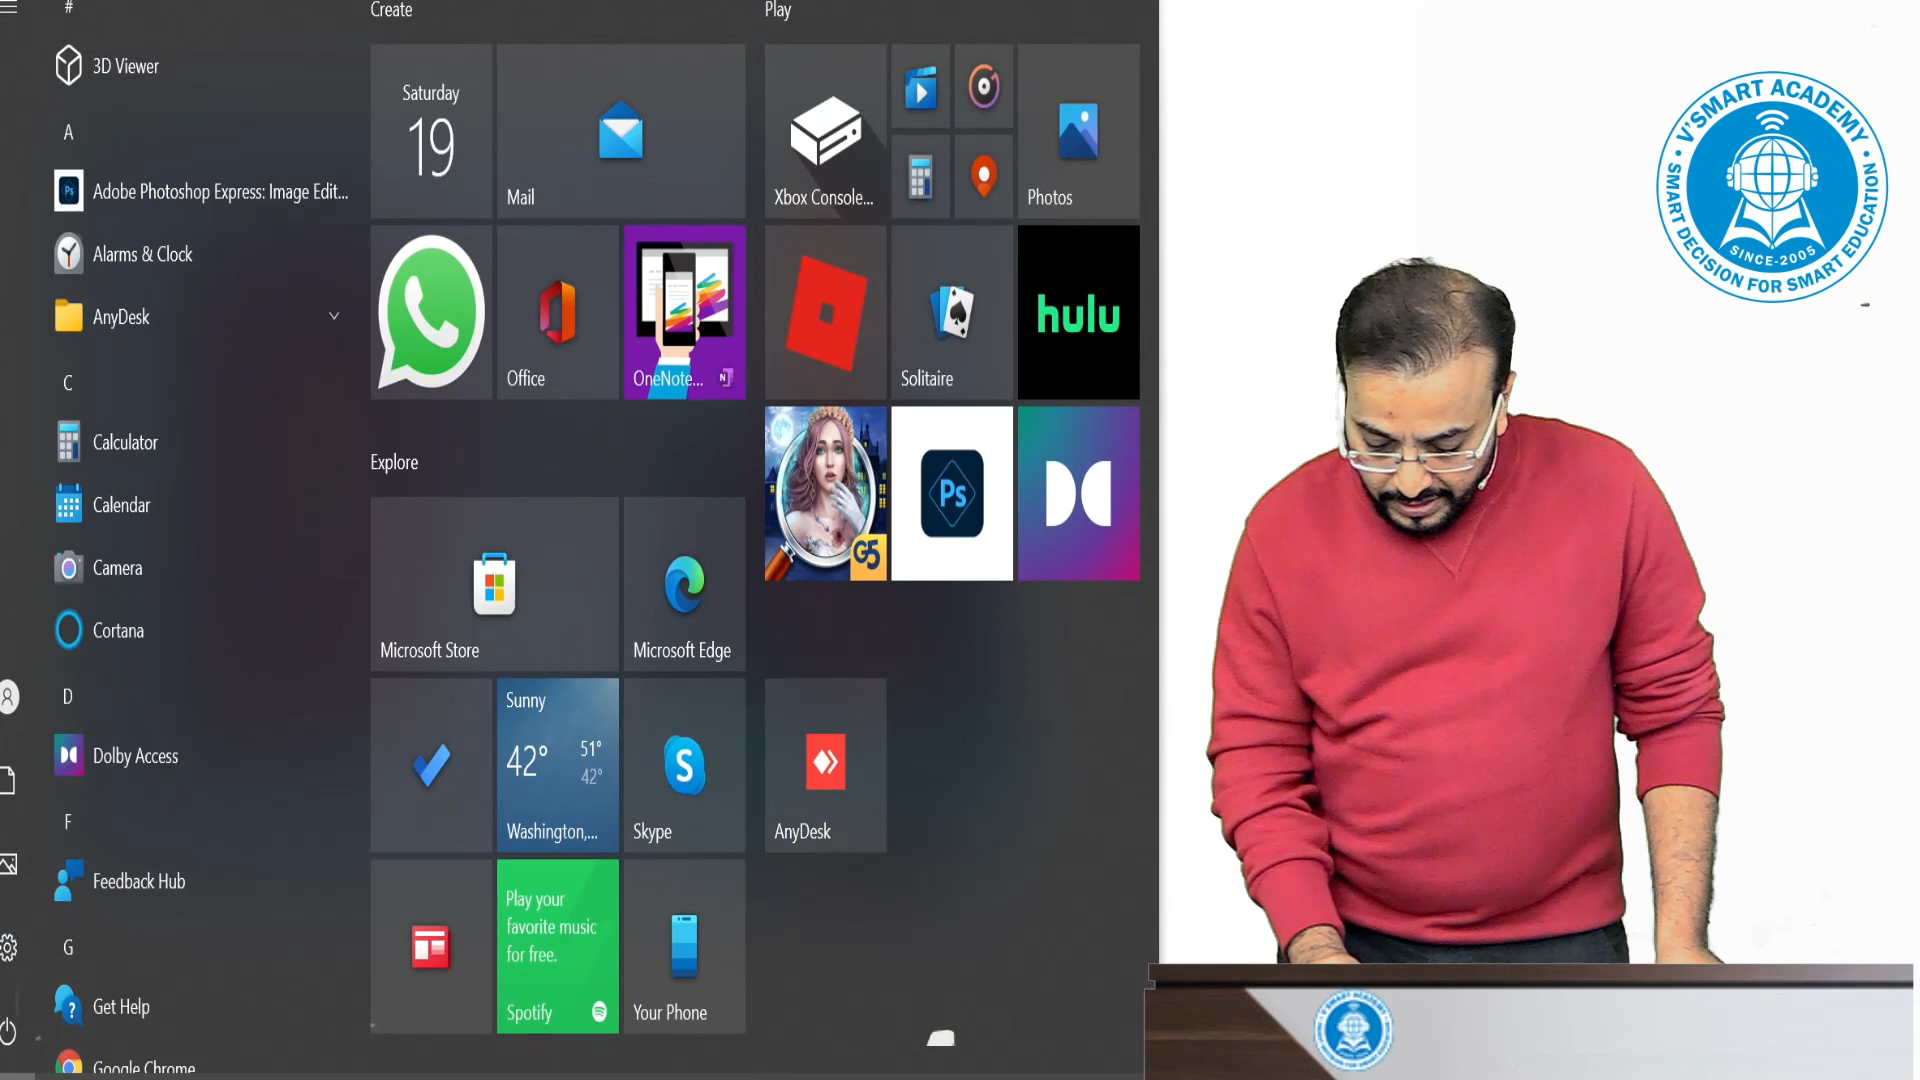 #
3D Viewer
A
Adobe Photoshop Express: Image Edit...
Alarms & Clock
AnyDesk
C
Calculator
Calendar
Camera
Cortana
D
Dolby Access
F
Feedback Hub
G
Get Help
Google Chrome
Create
Saturday
19
Mail
Office
OneNote...
N
Explore
Microsoft Store
Microsoft Edge
Sunny
42°
51°
42°
Washington,...
Skype
S
Play your
favorite music
for free.
Spotify
Your Phone
Play
Xbox Console...
Photos
Solitaire
hulu
G5
Ps
AnyDesk
V'SMART ACADEMY
SINCE-2005
SMART DECISION FOR SMART EDUCATION